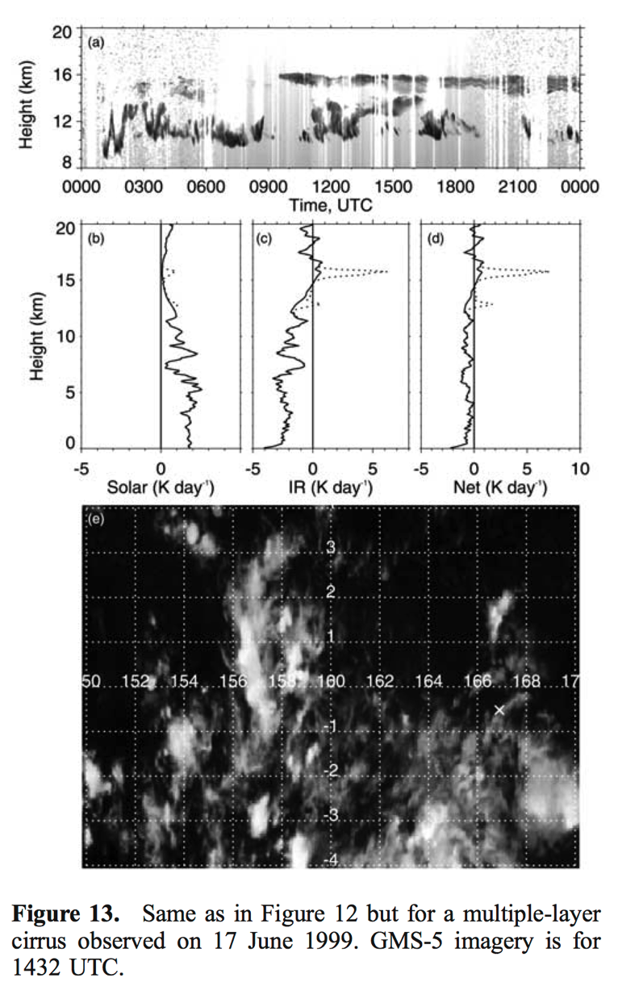 20
(a)
16
12
8
Height (km)
0000 0300 0600 0900 1200 1500 1800 2100 0000
Time, UTC
20
15
10
5
0
Height (km)
(b)
(c)
(d)
-5 0 -5 0 5 -5 0 5 10
Solar (K day⁻¹) IR (K day⁻¹) Net (K day⁻¹)
(e)
3
2
1
50 152 154 156 158 160 162 164 166 168 17
-1
-2
-3
-4
Figure 13. Same as in Figure 12 but for a multiple-layer
cirrus observed on 17 June 1999. GMS-5 imagery is for
1432 UTC.